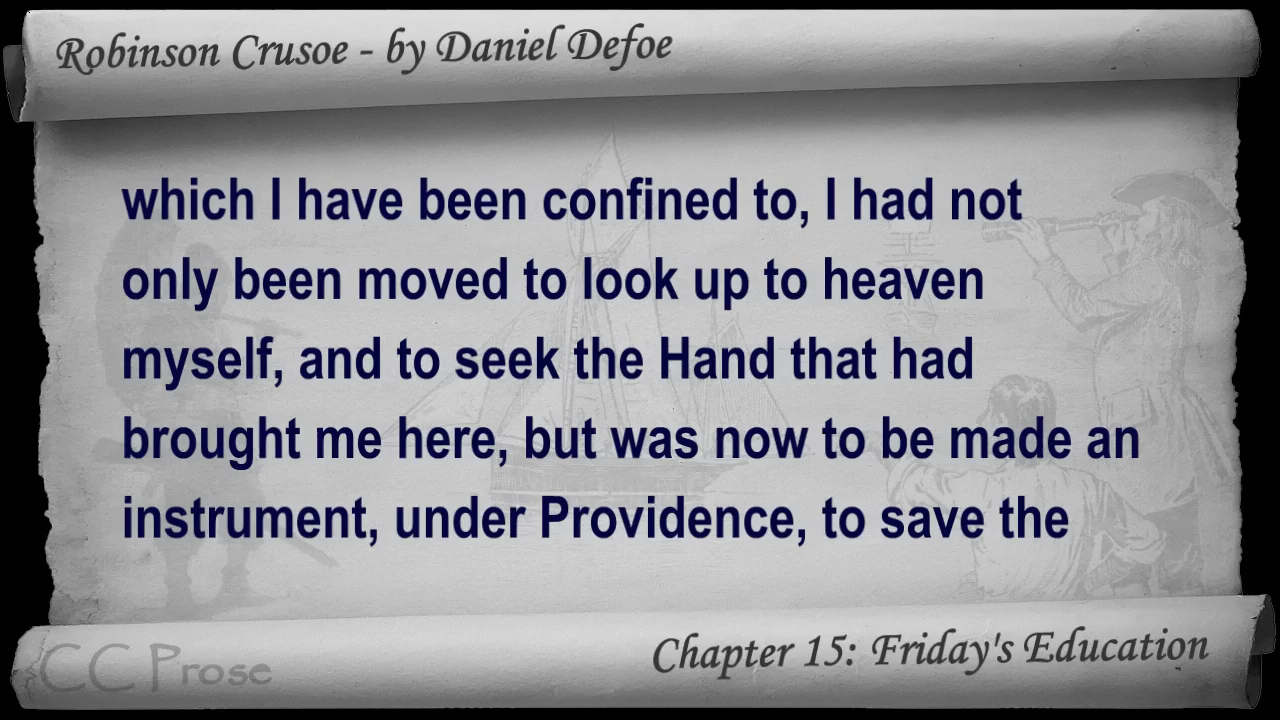 Robinson Crusoe - by Daniel Defoe
which I have been confined to, I had not
only been moved to look up to heaven
myself, and to seek the Hand that had
brought me here, but was now to be made an
instrument, under Providence, to save the
CC Prose
Chapter 15: Friday's Education